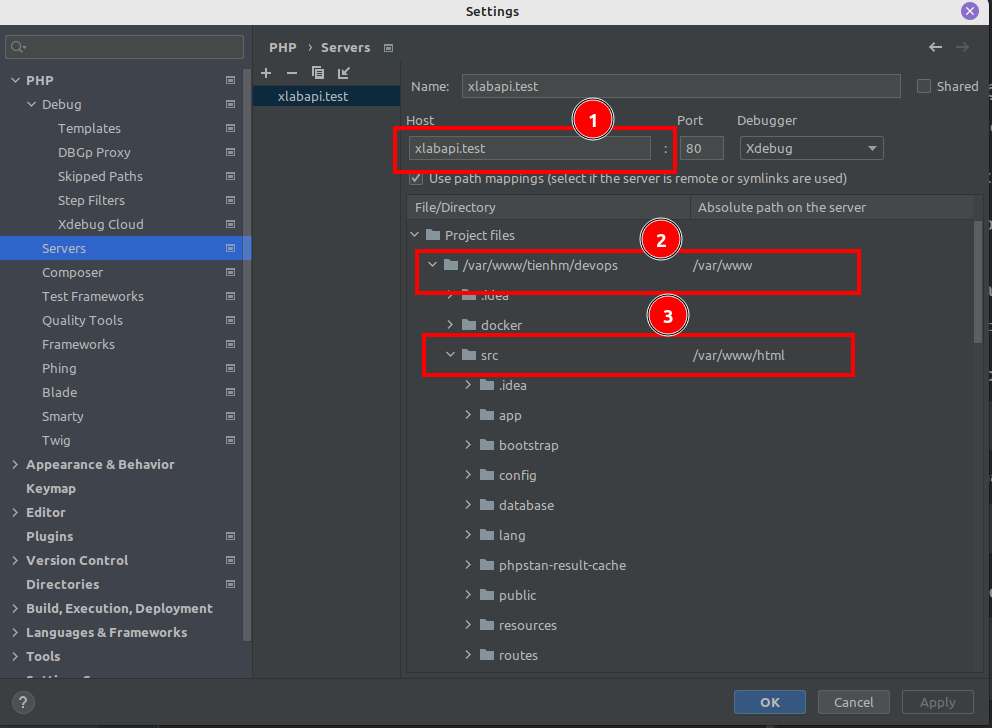 Settings
PHP
Debug
Templates
DBGp Proxy
Skipped Paths
Step Filters
Xdebug Cloud
Servers
Composer
Test Frameworks
Quality Tools
Frameworks
Phing
Blade
Smarty
Twig
Appearance & Behavior
Keymap
Editor
Plugins
Version Control
Directories
Build, Execution, Deployment
Languages & Frameworks
Tools
PHP › Servers
xlabapi.test
Name: xlabapi.test Shared
Host Port Debugger
1
xlabapi.test : 80 Xdebug
Use path mappings (select if the server is remote or symlinks are used)
File/Directory Absolute path on the server
Project files
2
/var/www/tienhm/devops /var/www
.idea
3
docker
src /var/www/html
.idea
app
bootstrap
config
database
lang
phpstan-result-cache
public
resources
routes
?
OK Cancel Apply